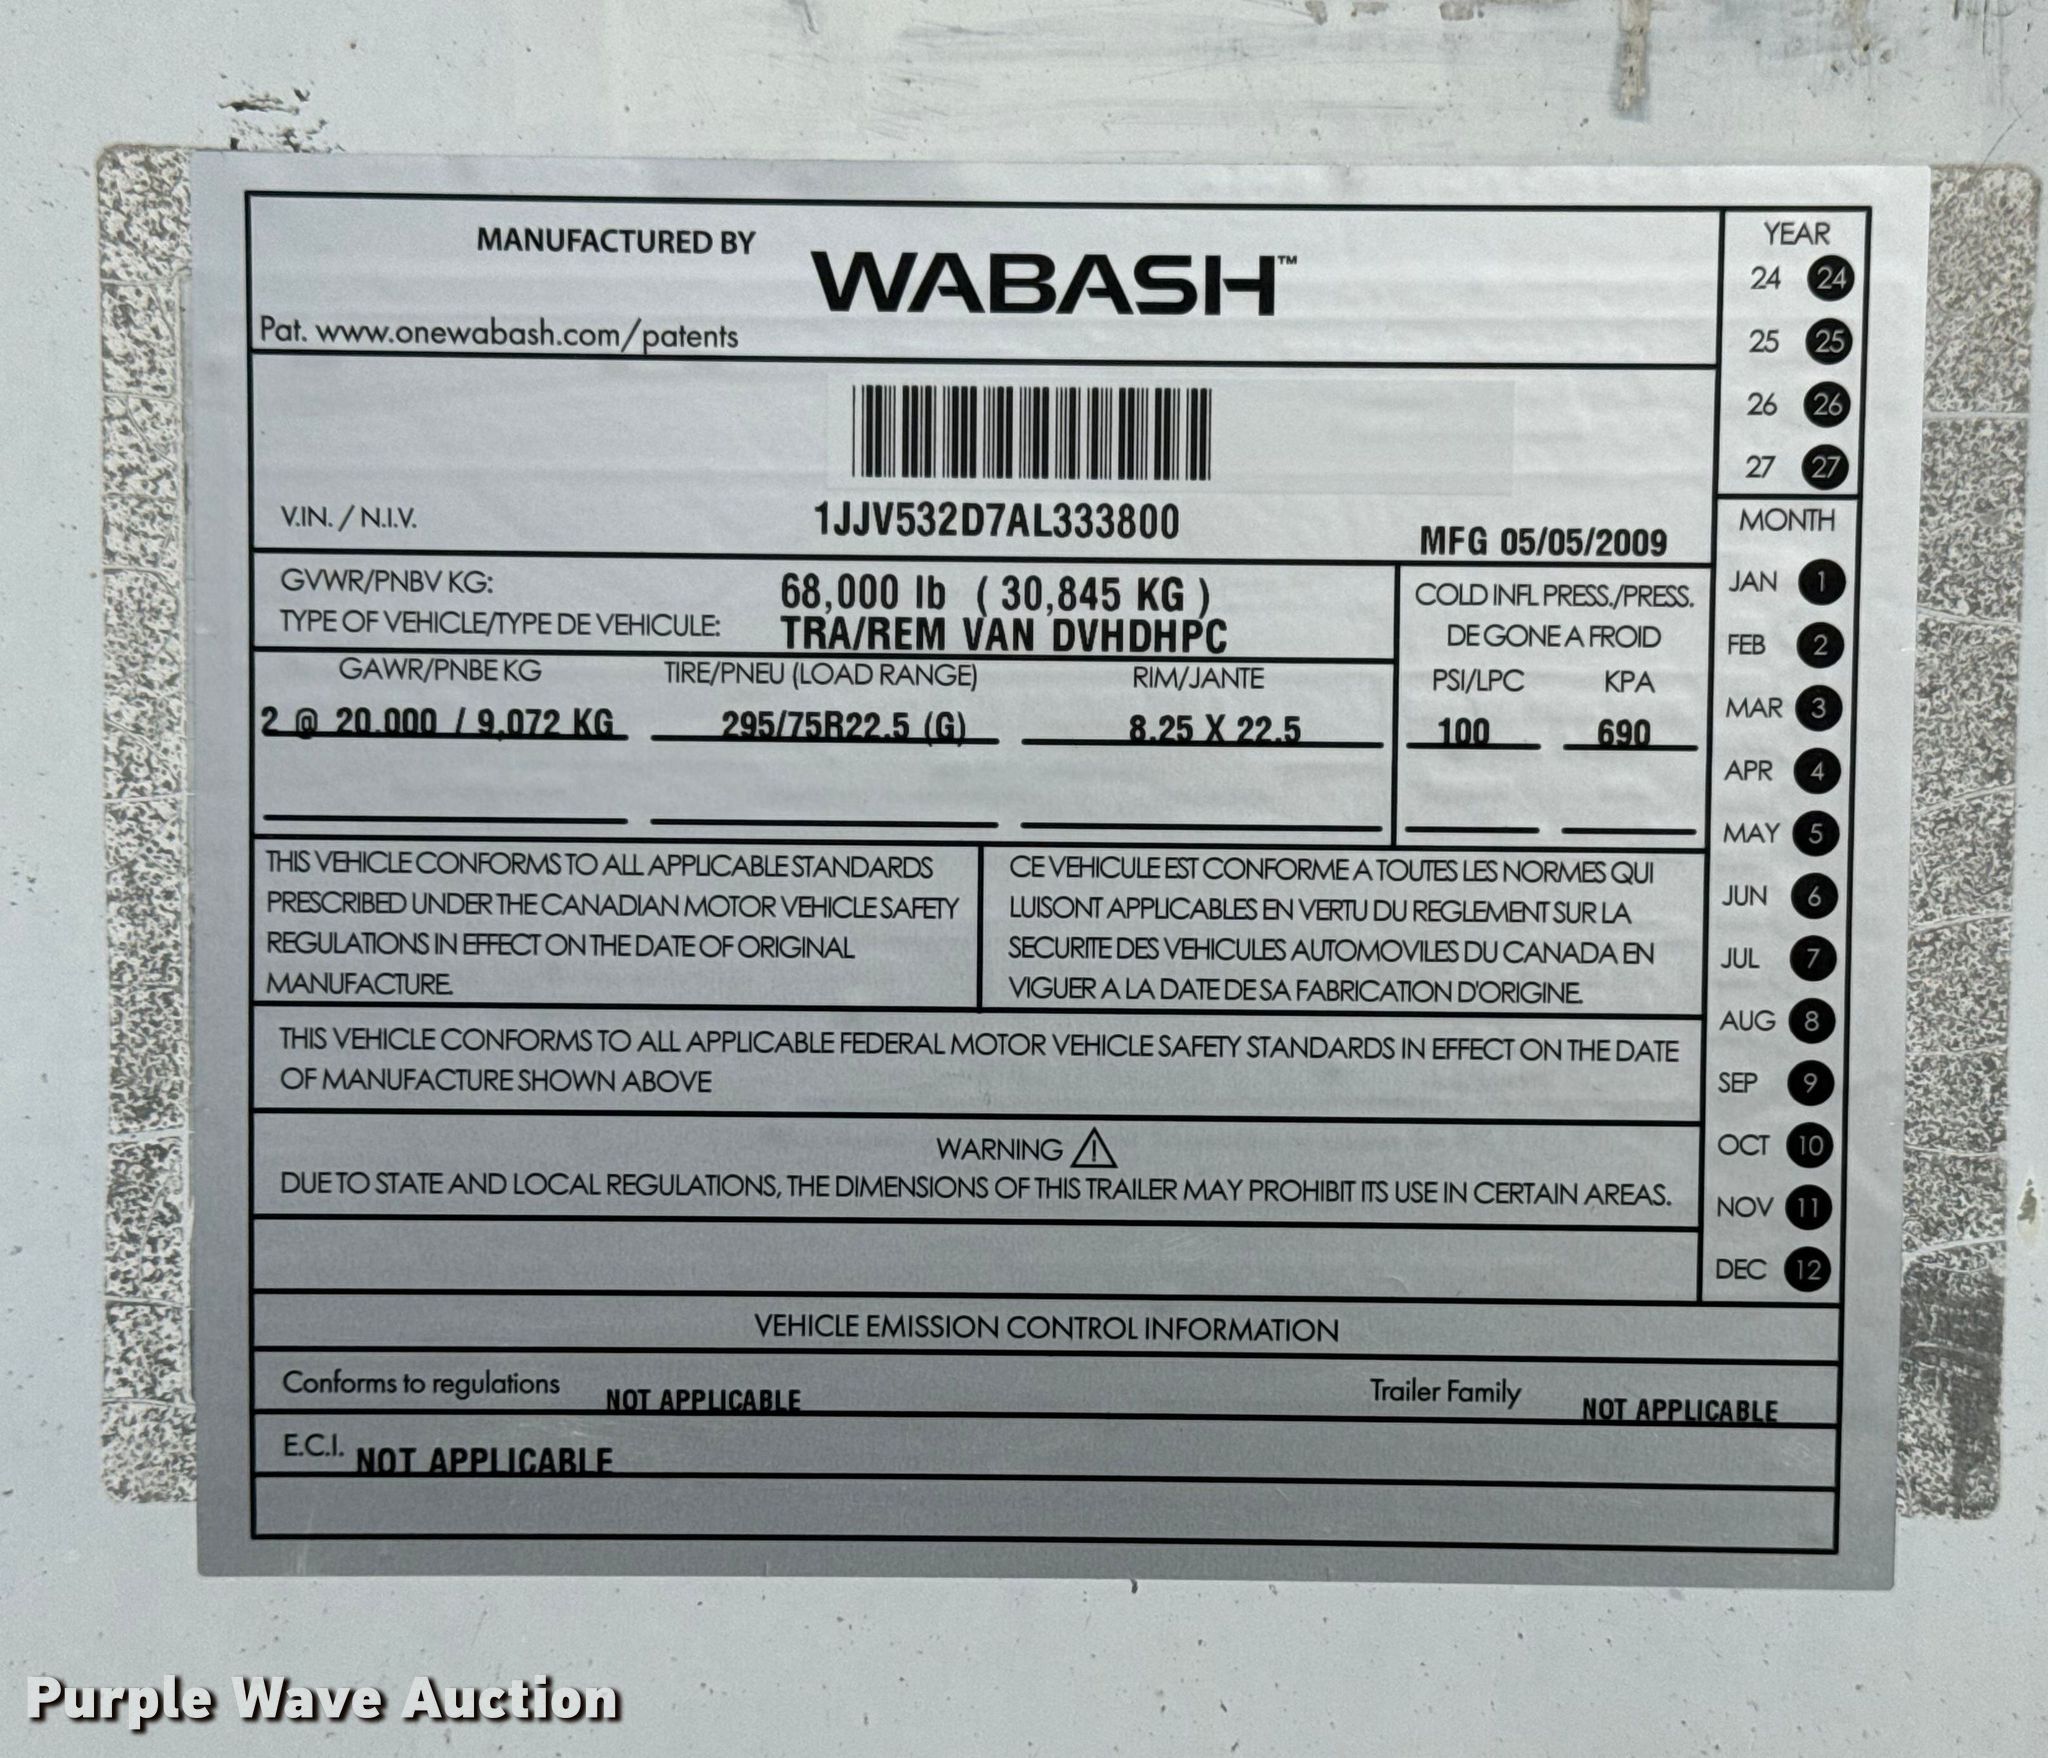 MANUFACTURED BY WABASH™
Pat. www.onewabash.com/patents
V.IN. / N.I.V. 1JJV532D7AL333800 MFG 05/05/2009
GVWR/PNBV KG: 68,000 lb ( 30,845 KG )
TYPE OF VEHICLE/TYPE DE VEHICULE: TRA/REM VAN DVHDHPC
COLD INFL PRESS./PRESS.
DE GONE A FROID
GAWR/PNBE KG TIRE/PNEU (LOAD RANGE) RIM/JANTE PSI/LPC KPA
2 @ 20.000 / 9,072 KG 295/75R22.5 (G) 8.25 X 22.5 100 690
THIS VEHICLE CONFORMS TO ALL APPLICABLE STANDARDS
PRESCRIBED UNDER THE CANADIAN MOTOR VEHICLE SAFETY
REGULATIONS IN EFFECT ON THE DATE OF ORIGINAL
MANUFACTURE.
CE VEHICULE EST CONFORME A TOUTES LES NORMES QUI
LUISONT APPLICABLES EN VERTU DU REGLEMENT SUR LA
SECURITE DES VEHICULES AUTOMOVILES DU CANADA EN
VIGUER A LA DATE DE SA FABRICATION D'ORIGINE.
THIS VEHICLE CONFORMS TO ALL APPLICABLE FEDERAL MOTOR VEHICLE SAFETY STANDARDS IN EFFECT ON THE DATE
OF MANUFACTURE SHOWN ABOVE
WARNING
DUE TO STATE AND LOCAL REGULATIONS, THE DIMENSIONS OF THIS TRAILER MAY PROHIBIT ITS USE IN CERTAIN AREAS.
YEAR
24 24
25 25
26 26
27 27
MONTH
JAN 1
FEB 2
MAR 3
APR 4
MAY 5
JUN 6
JUL 7
AUG 8
SEP 9
OCT 10
NOV 11
DEC 12
VEHICLE EMISSION CONTROL INFORMATION
Conforms to regulations NOT APPLICABLE Trailer Family NOT APPLICABLE
E.C.I. NOT APPLICABLE
Purple Wave Auction